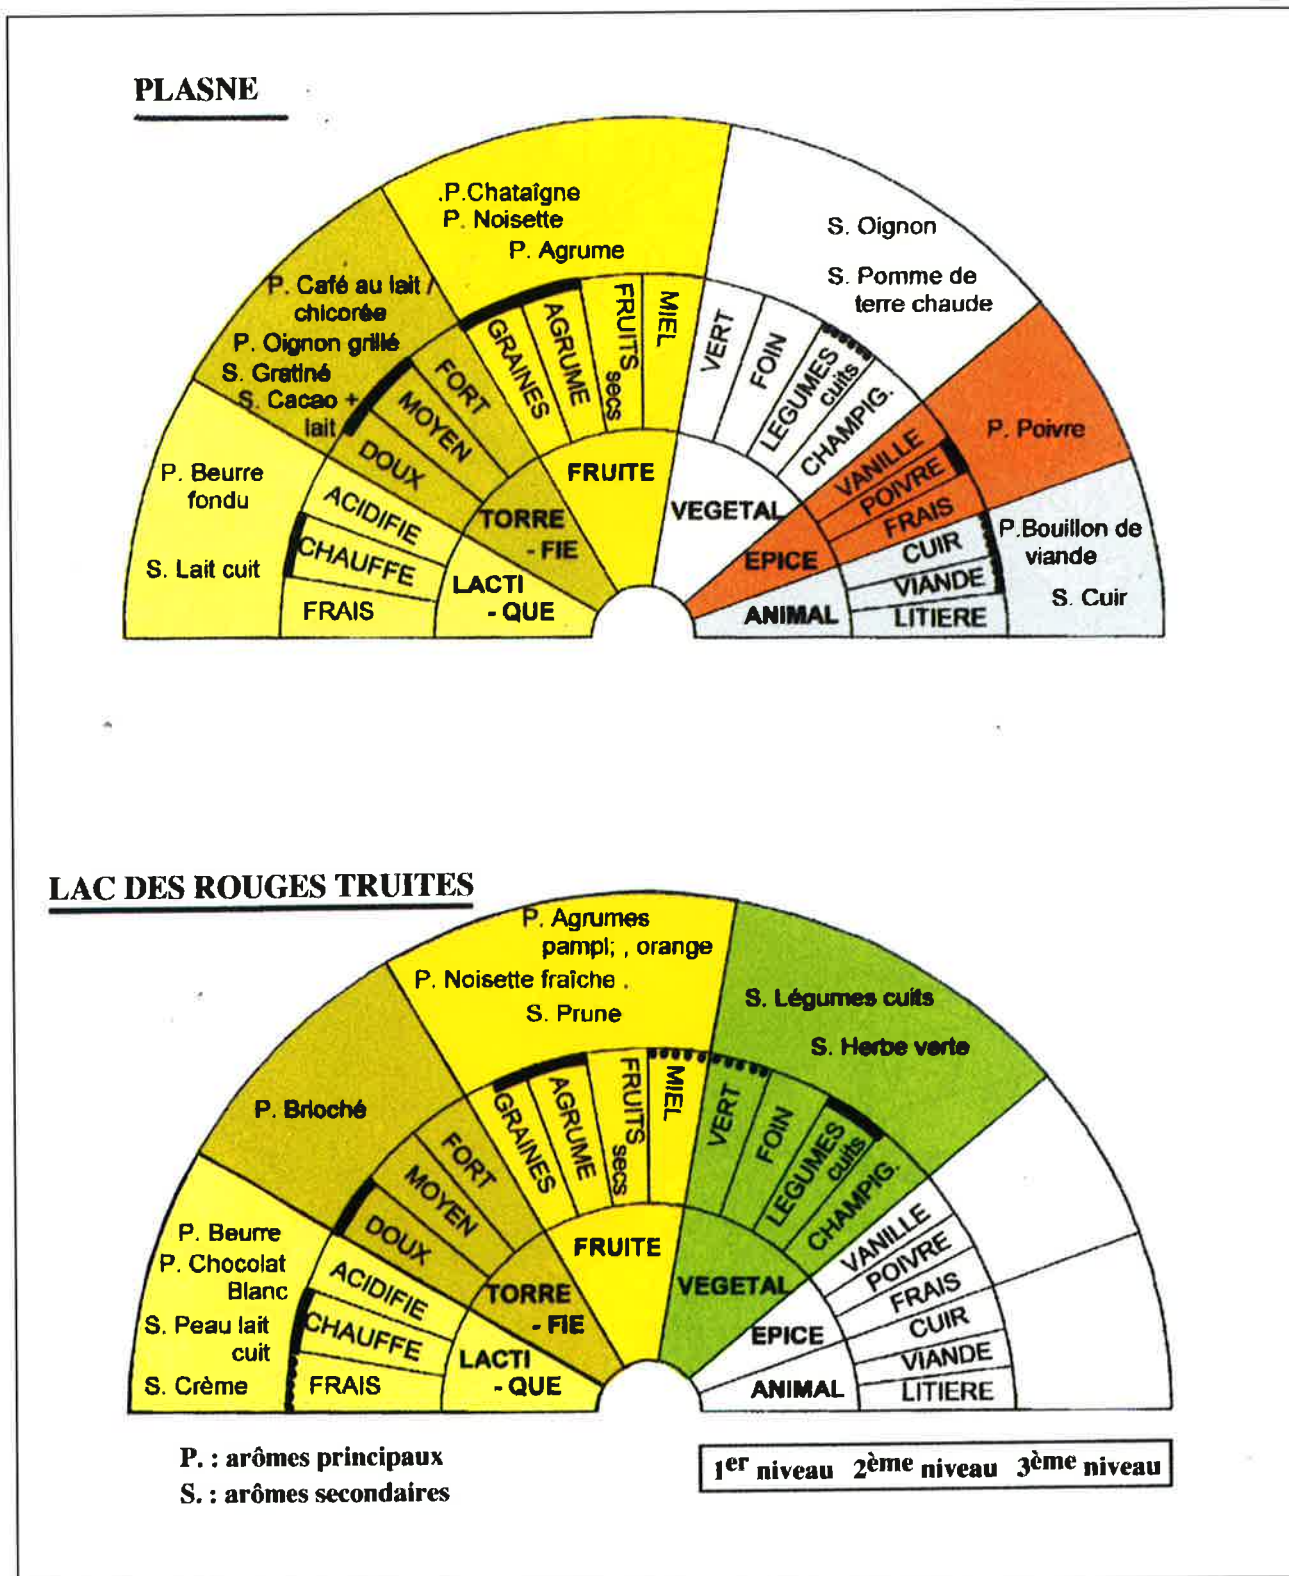 PLASNE
.P.Chataîgne
P. Noisette
P. Agrume
S. Oignon
S. Pomme de
terre chaude
P. Café au lait /
chicorée
P. Oignon grillé
S. Gratiné
S. Cacao +
lait
P. Poivre
P. Beurre
fondu
S. Lait cuit
P.Bouillon de
viande
S. Cuir
FRAIS
CHAUFFE
ACIDIFIE
DOUX
MOYEN
FORT
GRAINES
AGRUME
FRUITS
secs
MIEL
VERT
FOIN
LEGUMES
cuits
CHAMPIG.
VANILLE
POIVRE
FRAIS
CUIR
VIANDE
LITIERE
LACTI
- QUE
TORRE
- FIE
FRUITE
VEGETAL
EPICE
ANIMAL
LAC DES ROUGES TRUITES
P. Agrumes
pampl; , orange
P. Noisette fraîche .
S. Prune
S. Légumes cuits
S. Herbe verte
P. Brioché
P. Beurre
P. Chocolat
Blanc
S. Peau lait
cuit
S. Crème
FRAIS
CHAUFFE
ACIDIFIE
DOUX
MOYEN
FORT
GRAINES
AGRUME
FRUITS
secs
MIEL
VERT
FOIN
LEGUMES
cuits
CHAMPIG.
VANILLE
POIVRE
FRAIS
CUIR
VIANDE
LITIERE
LACTI
- QUE
TORRE
- FIE
FRUITE
VEGETAL
EPICE
ANIMAL
P. : arômes principaux
S. : arômes secondaires
1er niveau 2ème niveau 3ème niveau